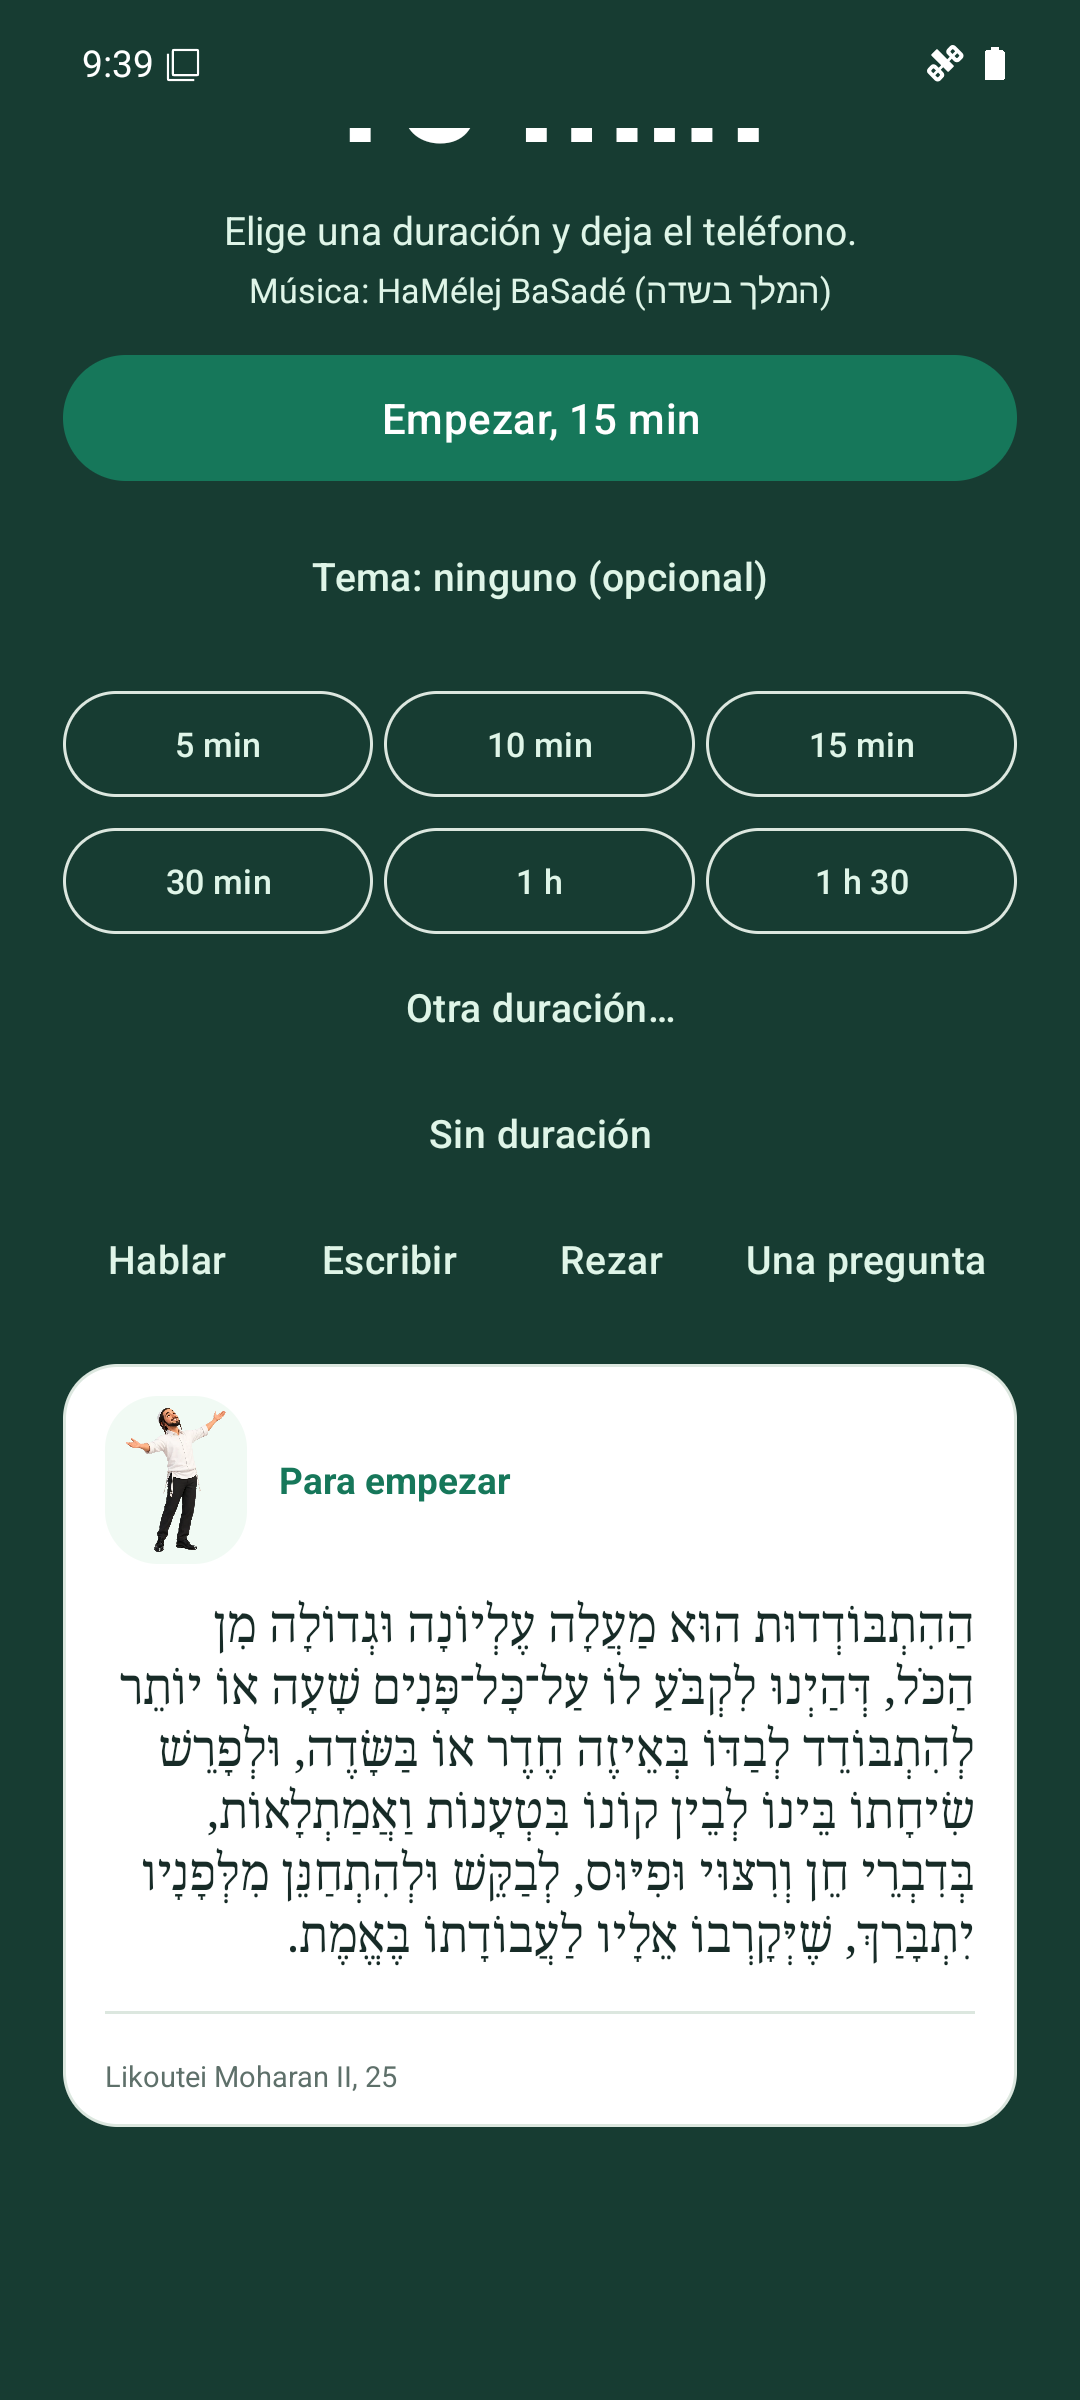 9:39
Elige una duración y deja el teléfono.
Música: HaMélej BaSadé (המלך בשדה)
Empezar, 15 min
Tema: ninguno (opcional)
5 min
10 min
15 min
30 min
1 h
1 h 30
Otra duración…
Sin duración
Hablar
Escribir
Rezar
Una pregunta
Para empezar
הַהִתְבּוֹדְדוּת הוּא מַעֲלָה עֶלְיוֹנָה וּגְדוֹלָה מִן
הַכֹּל, דְּהַיְנוּ לִקְבֹּעַ לוֹ עַל־כָּל־פָּנִים שָׁעָה אוֹ יוֹתֵר
לְהִתְבּוֹדֵד לְבַדּוֹ בְּאֵיזֶה חֶדֶר אוֹ בַּשָּׂדֶה, וּלְפָרֵשׁ
שִׂיחָתוֹ בֵּינוֹ לְבֵין קוֹנוֹ בִּטְעָנוֹת וַאֲמַתְלָאוֹת,
בְּדִבְרֵי חֵן וְרִצּוּי וּפִיּוּס, לְבַקֵּשׁ וּלְהִתְחַנֵּן מִלְּפָנָיו
יִתְבָּרַךְ, שֶׁיְּקָרְבוֹ אֵלָיו לַעֲבוֹדָתוֹ בֶּאֱמֶת.
Likoutei Moharan II, 25